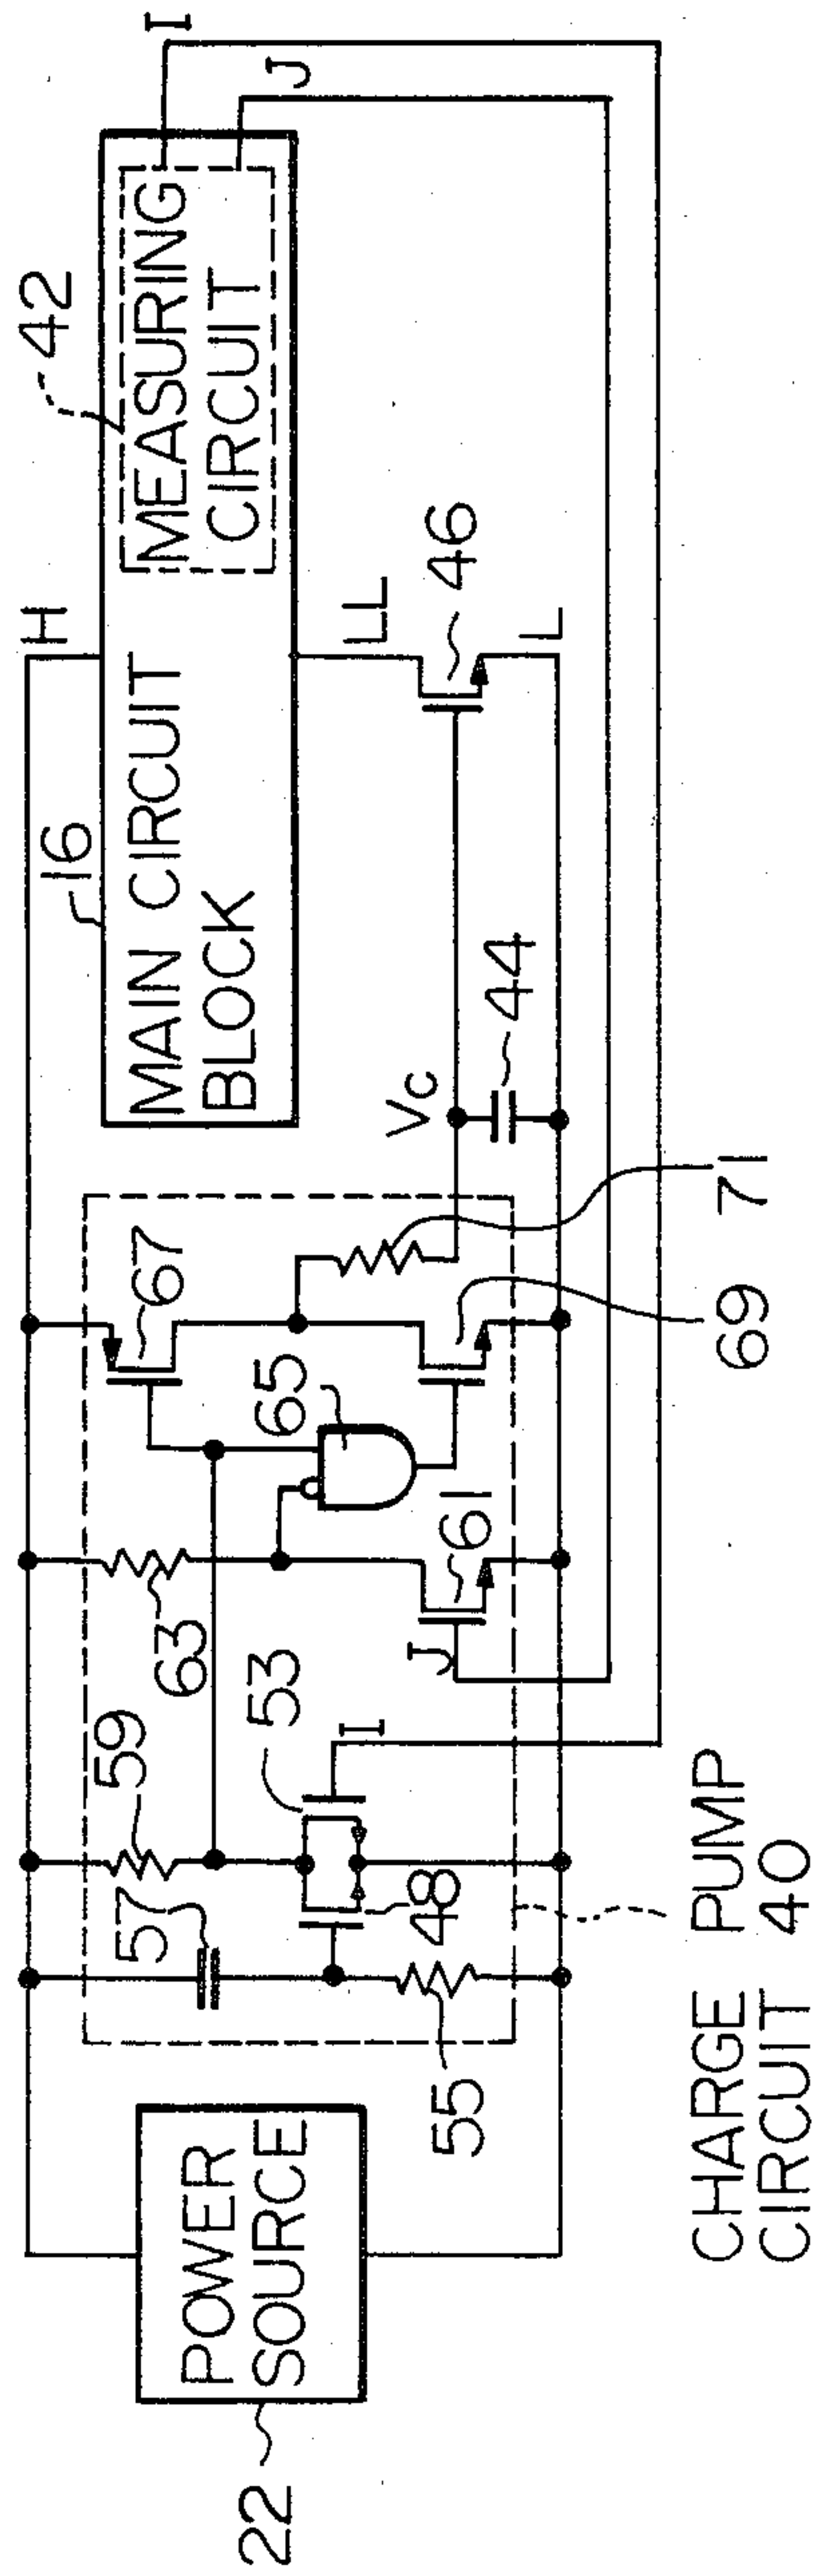 22
POWER
SOURCE
57
59
63
65
67
55
48
53
I
J
61
69
71
CHARGE PUMP
CIRCUIT 40
16
MAIN CIRCUIT
BLOCK
H
42
MEASURING
CIRCUIT
I
J
LL
46
L
Vc
44